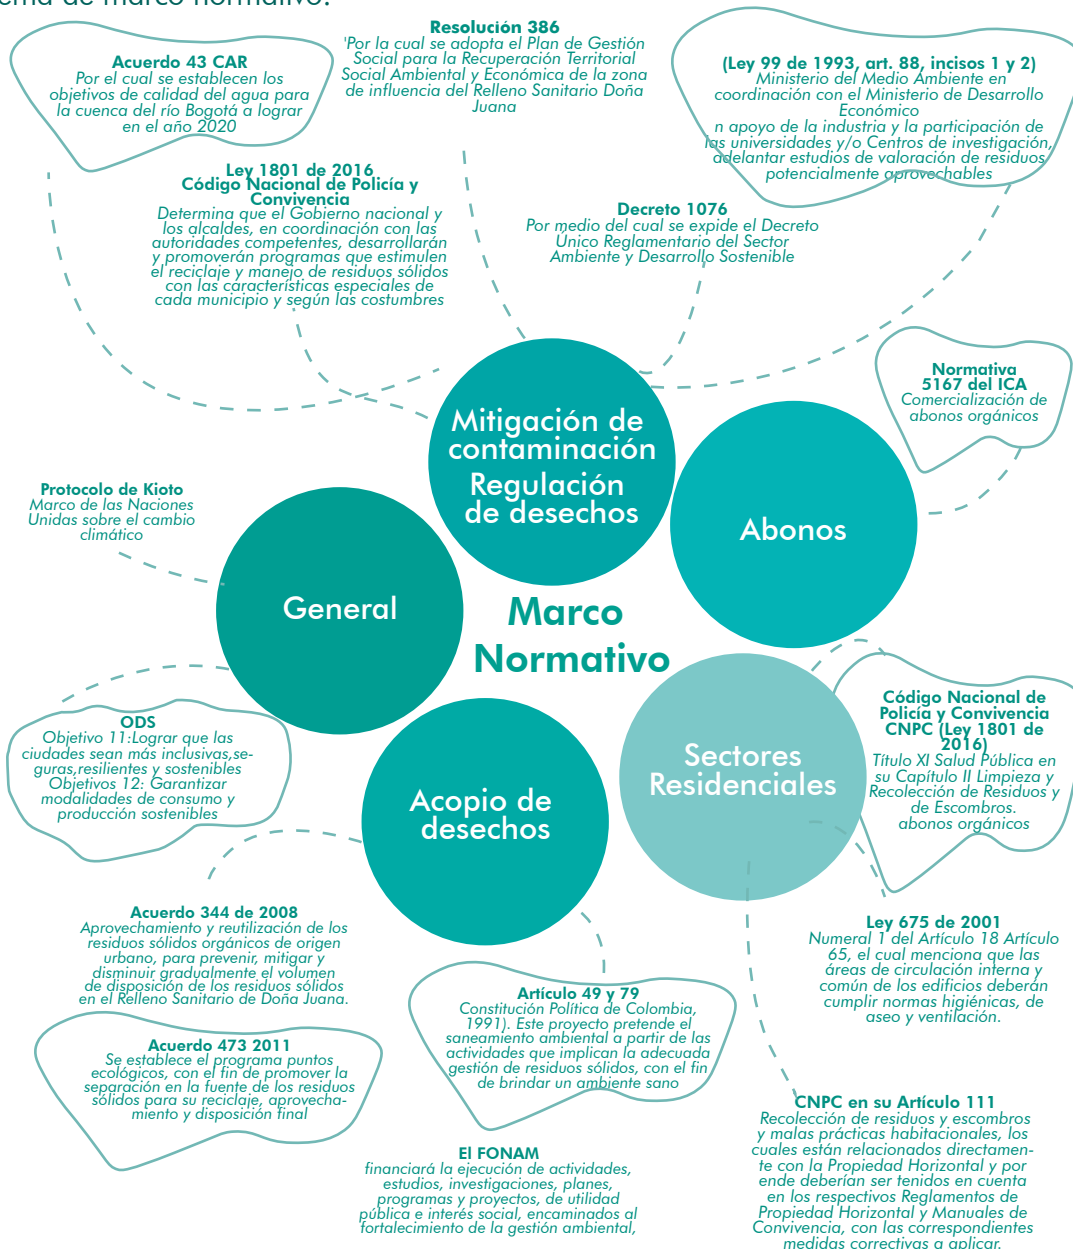 ema de marco normativo.
Acuerdo 43 CAR
Por el cual se establecen los
objetivos de calidad del agua para
la cuenca del río Bogotá a lograr
en el año 2020
Resolución 386
'Por la cual se adopta el Plan de Gestión
Social para la Recuperación Territorial
Social Ambiental y Económica de la zona
de influencia del Relleno Sanitario Doña
Juana
(Ley 99 de 1993, art. 88, incisos 1 y 2)
Ministerio del Medio Ambiente en
coordinación con el Ministerio de Desarrollo
Económico
n apoyo de la industria y la participación de
las universidades y/o Centros de investigación,
adelantar estudios de valoración de residuos
potencialmente aprovechables
Ley 1801 de 2016
Código Nacional de Policía y
Convivencia
Determina que el Gobierno nacional y
los alcaldes, en coordinación con las
autoridades competentes, desarrollarán
y promoverán programas que estimulen
el reciclaje y manejo de residuos sólidos
con las características especiales de
cada municipio y según las costumbres
Decreto 1076
Por medio del cual se expide el Decreto
Único Reglamentario del Sector
Ambiente y Desarrollo Sostenible
Normativa
5167 del ICA
Comercialización de
abonos orgánicos
Mitigación de
contaminación
Regulación
de desechos
Abonos
Protocolo de Kioto
Marco de las Naciones
Unidas sobre el cambio
climático
General
Marco
Normativo
ODS
Objetivo 11:Lograr que las
ciudades sean más inclusivas,se-
guras,resilientes y sostenibles
Objetivos 12: Garantizar
modalidades de consumo y
producción sostenibles
Acopio de
desechos
Sectores
Residenciales
Código Nacional de
Policía y Convivencia
CNPC (Ley 1801 de
2016)
Título XI Salud Pública en
su Capítulo II Limpieza y
Recolección de Residuos y
de Escombros.
abonos orgánicos
Acuerdo 344 de 2008
Aprovechamiento y reutilización de los
residuos sólidos orgánicos de origen
urbano, para prevenir, mitigar y
disminuir gradualmente el volumen
de disposición de los residuos sólidos
en el Relleno Sanitario de Doña Juana.
Ley 675 de 2001
Numeral 1 del Artículo 18 Artículo
65, el cual menciona que las
áreas de circulación interna y
común de los edificios deberán
cumplir normas higiénicas, de
aseo y ventilación.
Artículo 49 y 79
Constitución Política de Colombia,
1991). Este proyecto pretende el
saneamiento ambiental a partir de las
actividades que implican la adecuada
gestión de residuos sólidos, con el fin
de brindar un ambiente sano
Acuerdo 473 2011
Se establece el programa puntos
ecológicos, con el fin de promover la
separación en la fuente de los residuos
sólidos para su reciclaje, aprovecha-
miento y disposición final
El FONAM
financiará la ejecución de actividades,
estudios, investigaciones, planes,
programas y proyectos, de utilidad
pública e interés social, encaminados al
fortalecimiento de la gestión ambiental,
CNPC en su Artículo 111
Recolección de residuos y escombros
y malas prácticas habitacionales, los
cuales están relacionados directamen-
te con la Propiedad Horizontal y por
ende deberían ser tenidos en cuenta
en los respectivos Reglamentos de
Propiedad Horizontal y Manuales de
Convivencia, con las correspondientes
medidas correctivas a aplicar.